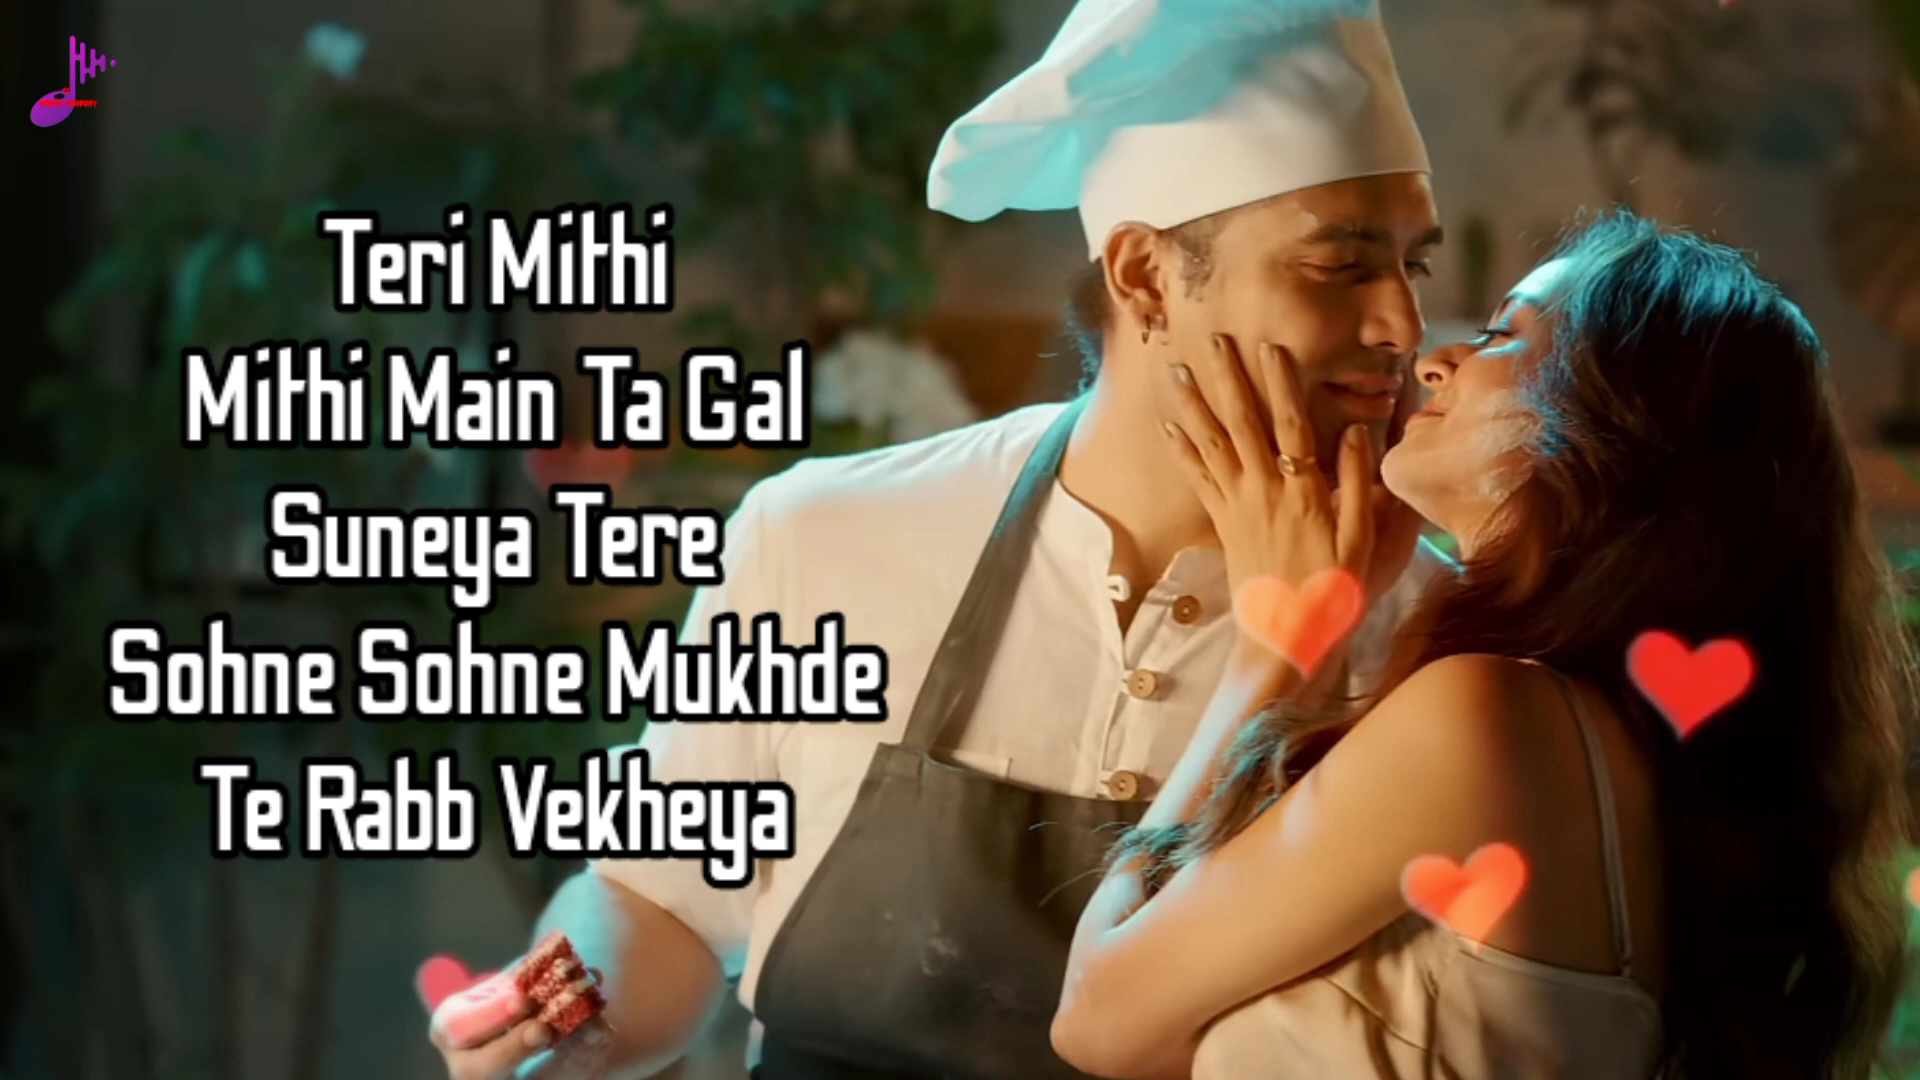 Teri Mithi
Mithi Main Ta Gal
Suneya Tere
Sohne Sohne Mukhde
Te Rabb Vekheya